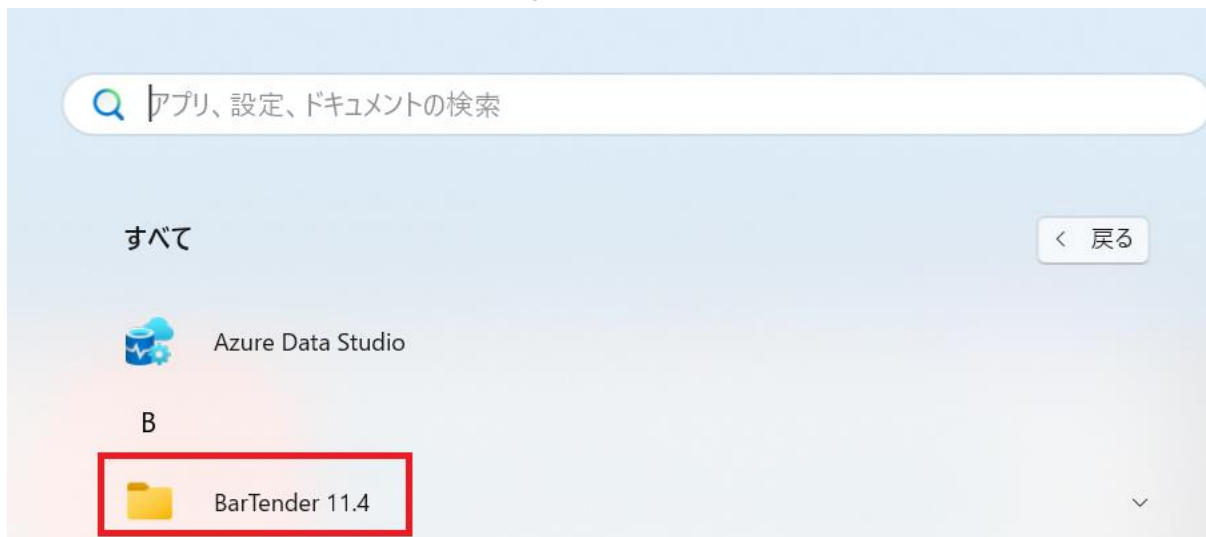 アプリ、設定、ドキュメントの検索
すべて
戻る
Azure Data Studio
B
BarTender 11.4